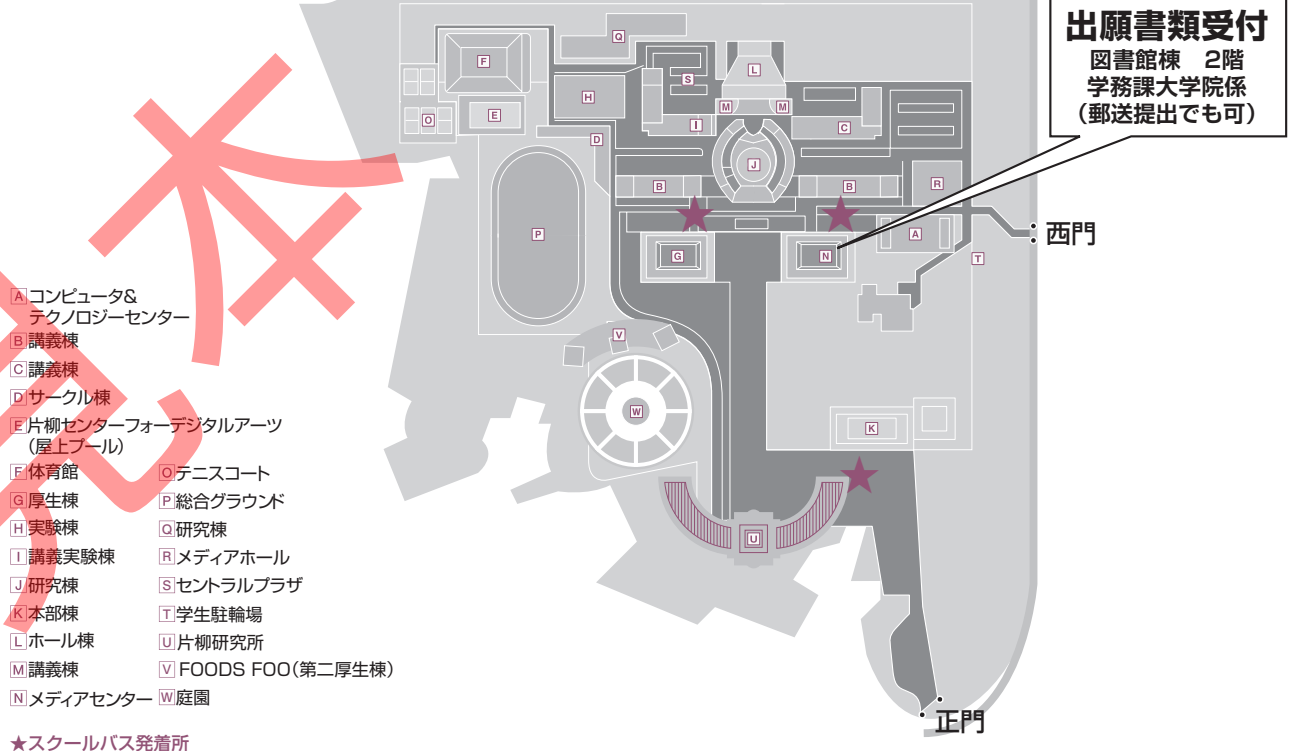 出願書類受付
図書館棟 2階
学務課大学院係
(郵送提出でも可)
Q
F
L
S
H
M
M
E
O
I
C
D
J
B
B
R
P
A
西門
G
N
T
V
W
K
U
正門
A コンピュータ&
テクノロジーセンター
B 講義棟
C 講義棟
D サークル棟
E 片柳センターフォーデジタルアーツ
(屋上プール)
F 体育館
G 厚生棟
H 実験棟
I 講義実験棟
J 研究棟
K 本部棟
L ホール棟
M 講義棟
N メディアセンター
O テニスコート
P 総合グラウンド
Q 研究棟
R メディアホール
S セントラルプラザ
T 学生駐輪場
U 片柳研究所
V FOODS FOO(第二厚生棟)
W 庭園
★スクールバス発着所